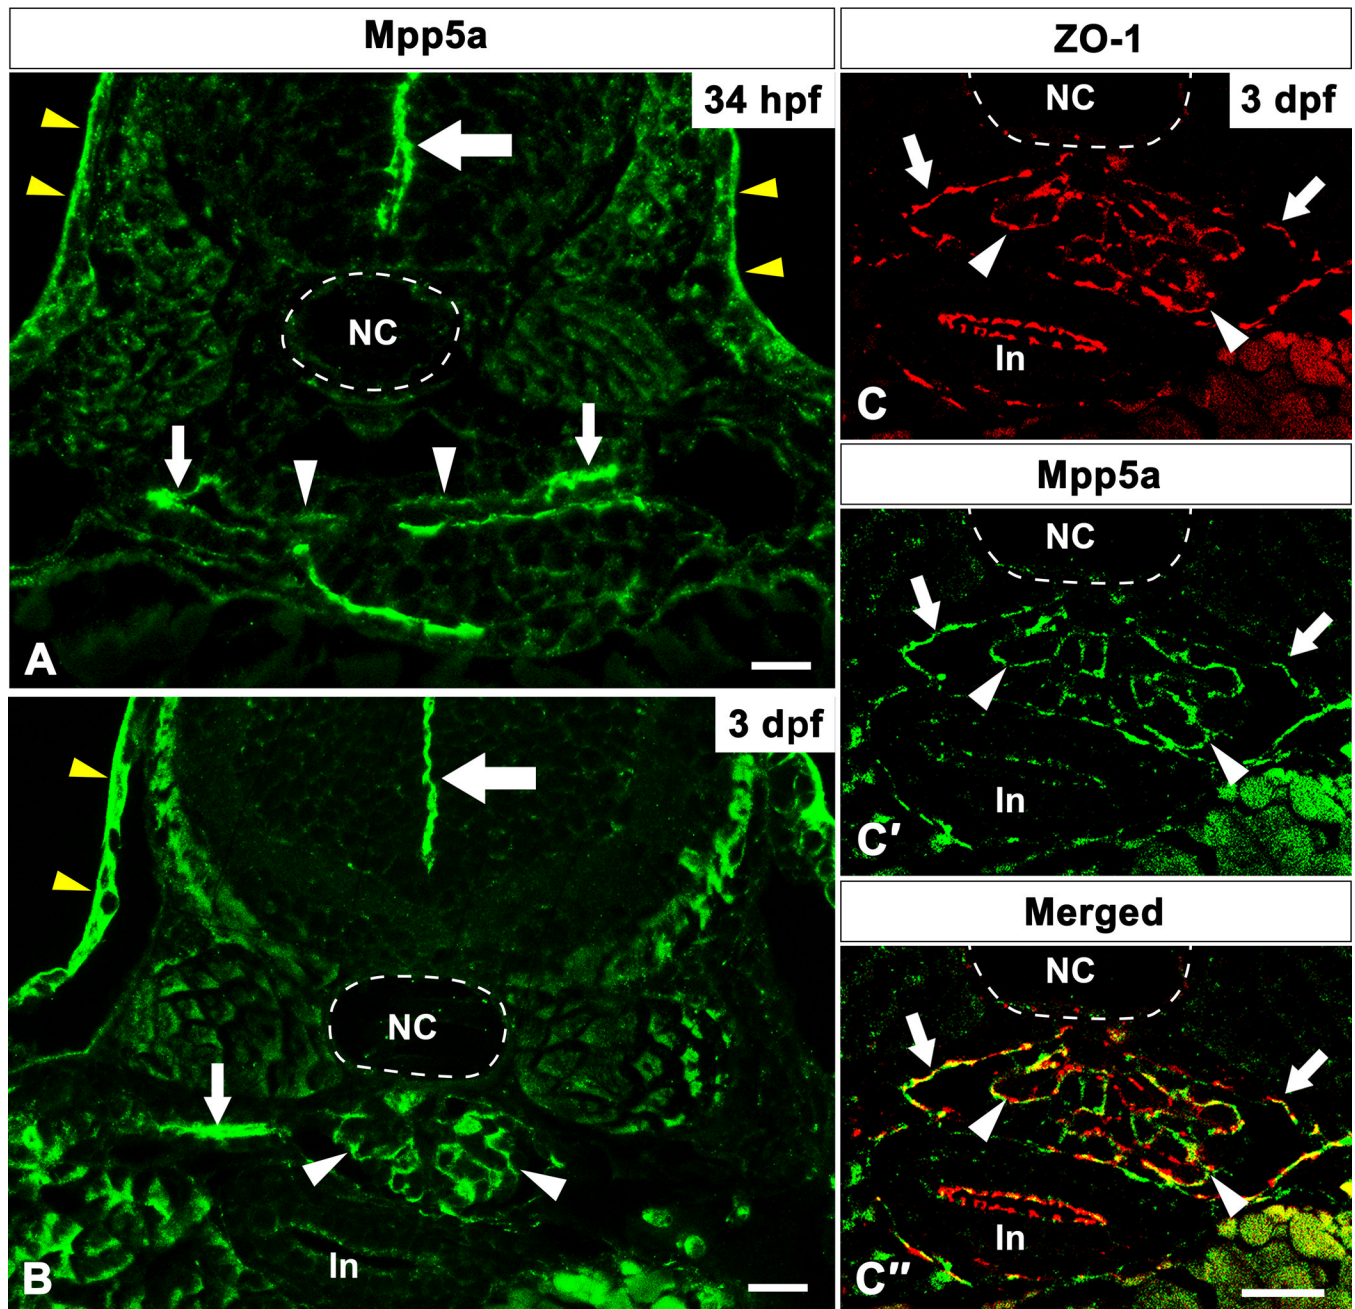 Mpp5a
34 hpf
NC
A
3 dpf
NC
In
B
ZO-1
3 dpf
NC
In
C
Mpp5a
NC
In
C′
Merged
NC
In
C″